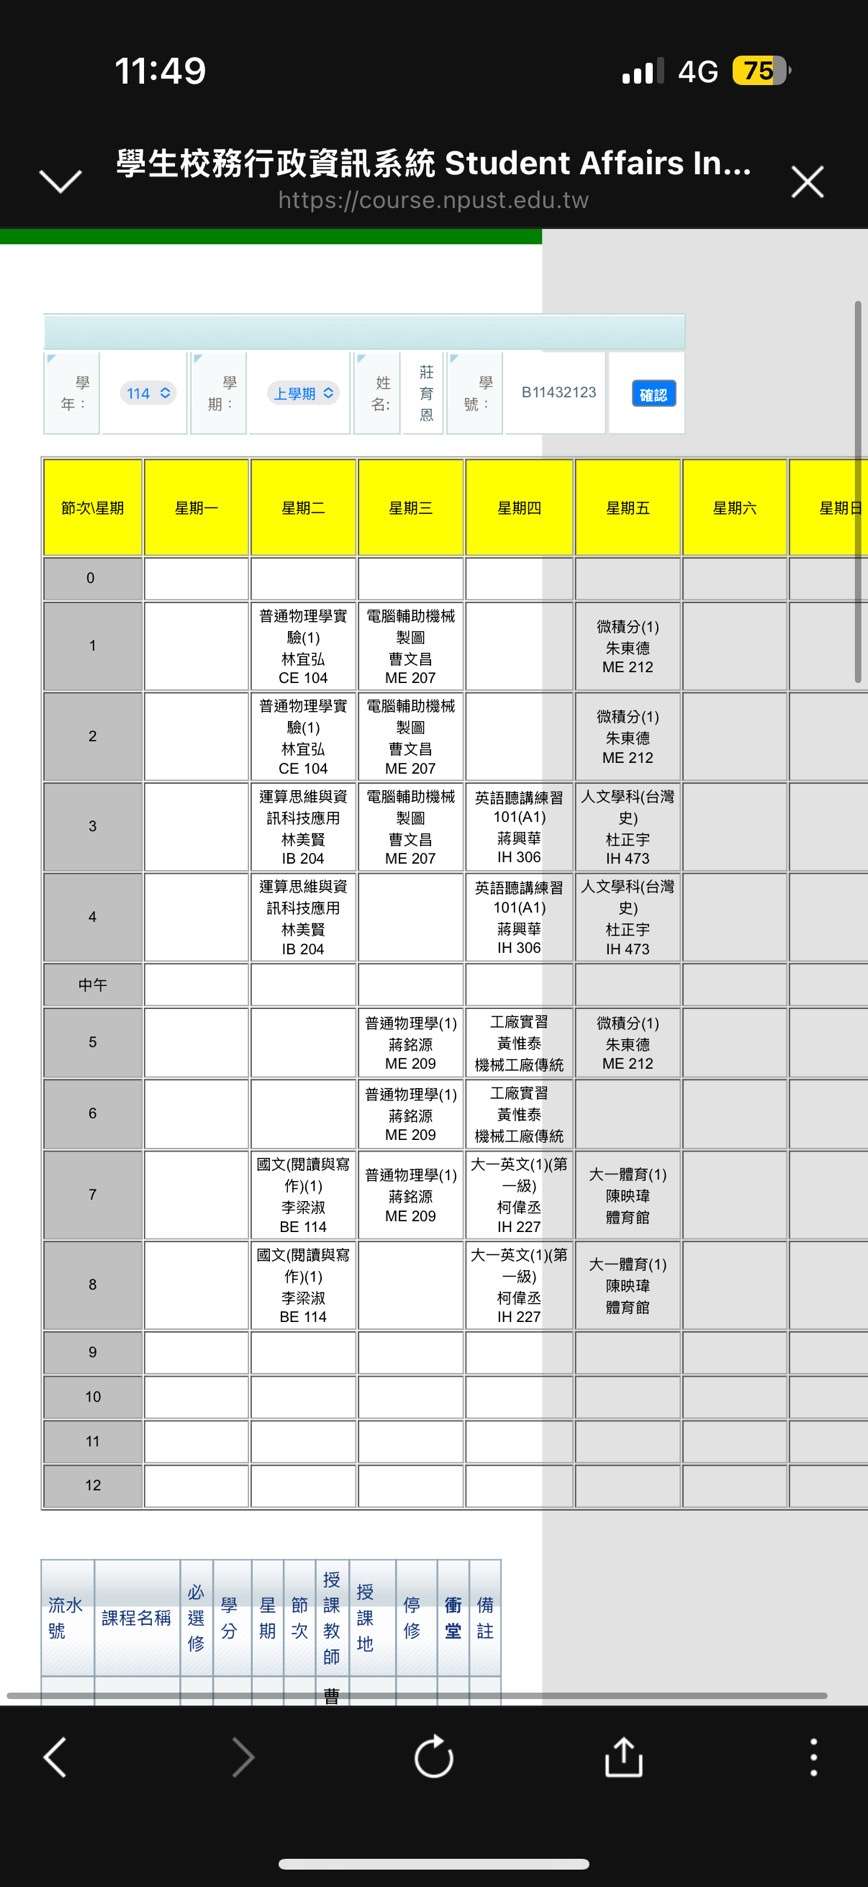 11:49
4G 75
學生校務行政資訊系統 Student Affairs In...
https://course.npust.edu.tw
學年： 114 學期： 上學期 姓名: 莊育恩 學號： B11432123 確認
節次\星期 星期一 星期二 星期三 星期四 星期五 星期六 星期日
0
1
普通物理學實驗(1) 林宜弘 CE 104
電腦輔助機械製圖 曹文昌 ME 207
微積分(1) 朱東德 ME 212
2
普通物理學實驗(1) 林宜弘 CE 104
電腦輔助機械製圖 曹文昌 ME 207
微積分(1) 朱東德 ME 212
3
運算思維與資訊科技應用 林美賢 IB 204
電腦輔助機械製圖 曹文昌 ME 207
英語聽講練習101(A1) 蔣興華 IH 306
人文學科(台灣史) 杜正宇 IH 473
4
運算思維與資訊科技應用 林美賢 IB 204
英語聽講練習101(A1) 蔣興華 IH 306
人文學科(台灣史) 杜正宇 IH 473
中午
5
普通物理學(1) 蔣銘源 ME 209
工廠實習 黃惟泰 機械工廠傳統
微積分(1) 朱東德 ME 212
6
普通物理學(1) 蔣銘源 ME 209
工廠實習 黃惟泰 機械工廠傳統
7
國文(閱讀與寫作)(1) 李梁淑 BE 114
普通物理學(1) 蔣銘源 ME 209
大一英文(1)(第一級) 柯偉丞 IH 227
大一體育(1) 陳映瑋 體育館
8
國文(閱讀與寫作)(1) 李梁淑 BE 114
大一英文(1)(第一級) 柯偉丞 IH 227
大一體育(1) 陳映瑋 體育館
9
10
11
12
流水號 課程名稱 必選修 學分 星期 節次 授課教師 授課地 停修 衝堂 備註
曹